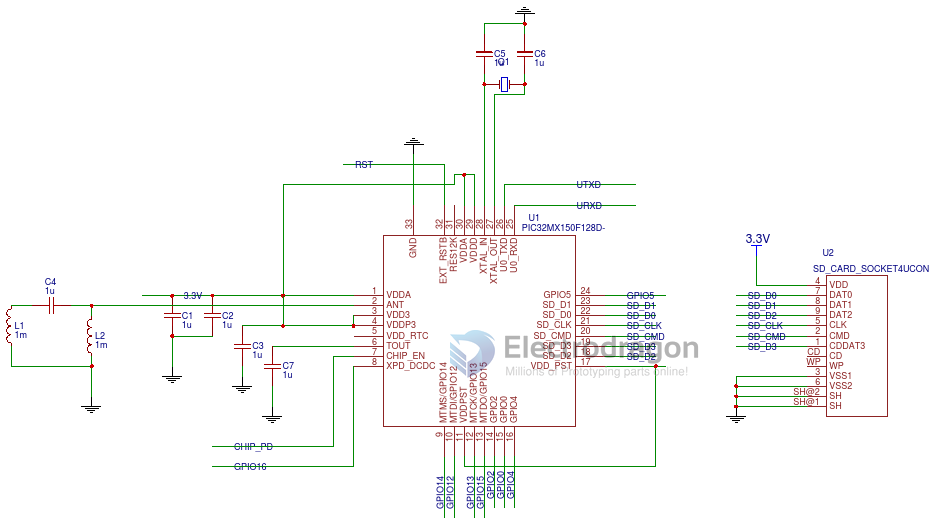 C5
1u
Q1
C6
1u
RST
UTXD
URXD
U1
PIC32MX150F128D-
33
32
31
30
29
28
27
26
25
GND
EXT_RSTB
RES12K
VDDA
VDDD
XTAL_IN
XTAL_OUT
U0_TXD
U0_RXD
3.3V
C4
1u
L1
1m
L2
1m
C1
1u
C2
1u
C3
1u
C7
1u
1 VDDA
2 ANT
3 VDD3
4 VDDP3
5 VDD_RTC
6 TOUT
7 CHIP_EN
8 XPD_DCDC
CHIP_PD
GPIO16
GPIO5 24 GPIO5
SD_D1 23 SD_D1
SD_D0 22 SD_D0
SD_CLK 21 SD_CLK
SD_CMD 20 SD_CMD
SD_D3 19 SD_D3
SD_D2 18 SD_D2
VDD_PST 17
Electrodragon
Millions of Prototyping parts online!
MTMS/GPIO14
MTDI/GPIO12
VDDPST
MTCK/GPIO13
MTDO/GPIO15
GPIO2
GPIO0
GPIO4
9
10
11
12
13
14
15
16
GPIO14
GPIO12
GPIO13
GPIO15
GPIO2
GPIO0
GPIO4
3.3V
U2
SD_CARD_SOCKET4UCON
4 VDD
SD_D0 7 DAT0
SD_D1 8 DAT1
SD_D2 9 DAT2
SD_CLK 5 CLK
SD_CMD 2 CMD
SD_D3 1 CDDAT3
CD CD
WP WP
3 VSS1
6 VSS2
SH@2 SH
SH@1 SH